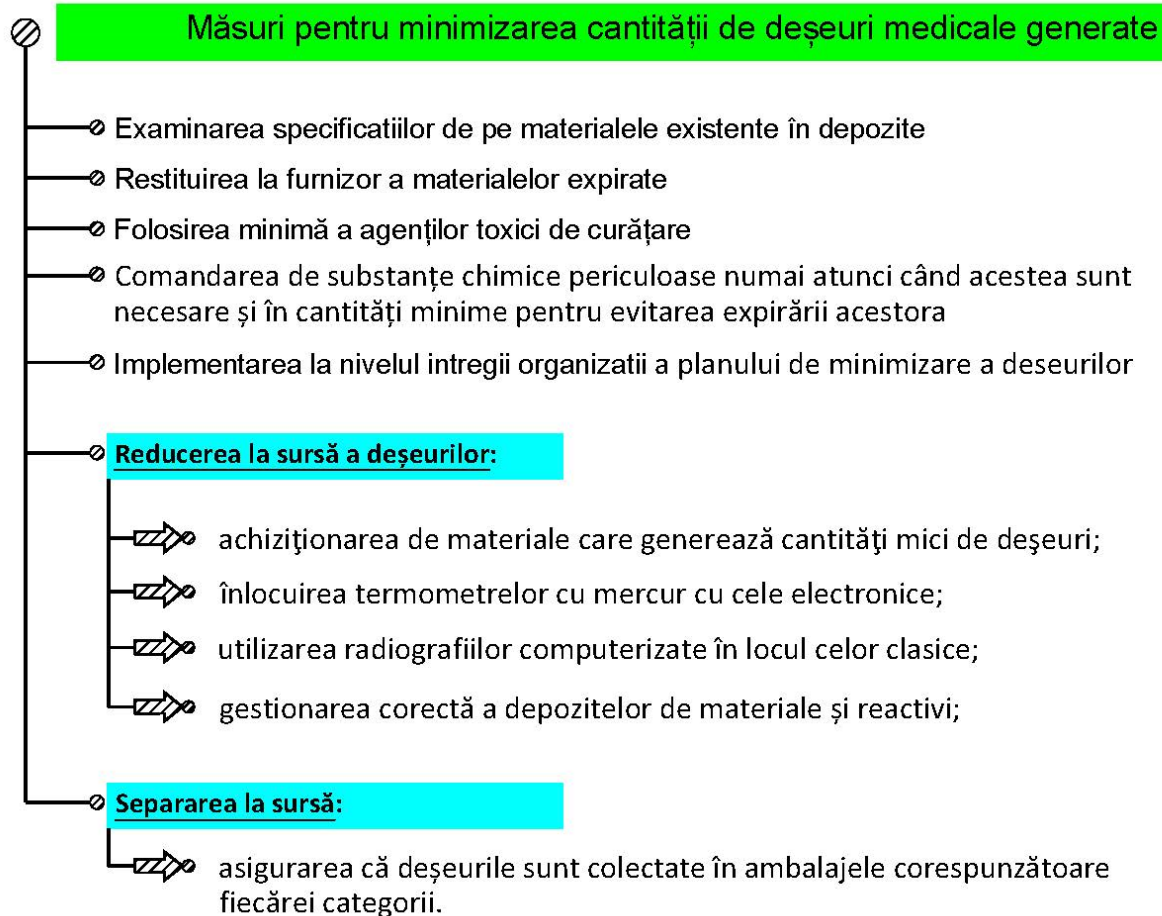 Măsuri pentru minimizarea cantității de deșeuri medicale generate
Examinarea specificatiilor de pe materialele existente în depozite
Restituirea la furnizor a materialelor expirate
Folosirea minimă a agenților toxici de curățare
Comandarea de substanțe chimice periculoase numai atunci când acestea sunt
necesare și în cantități minime pentru evitarea expirării acestora
Implementarea la nivelul intregii organizatii a planului de minimizare a deseurilor
Reducerea la sursă a deșeurilor:
achiziţionarea de materiale care generează cantităţi mici de deşeuri;
înlocuirea termometrelor cu mercur cu cele electronice;
utilizarea radiografiilor computerizate în locul celor clasice;
gestionarea corectă a depozitelor de materiale și reactivi;
Separarea la sursă:
asigurarea că deșeurile sunt colectate în ambalajele corespunzătoare
fiecărei categorii.